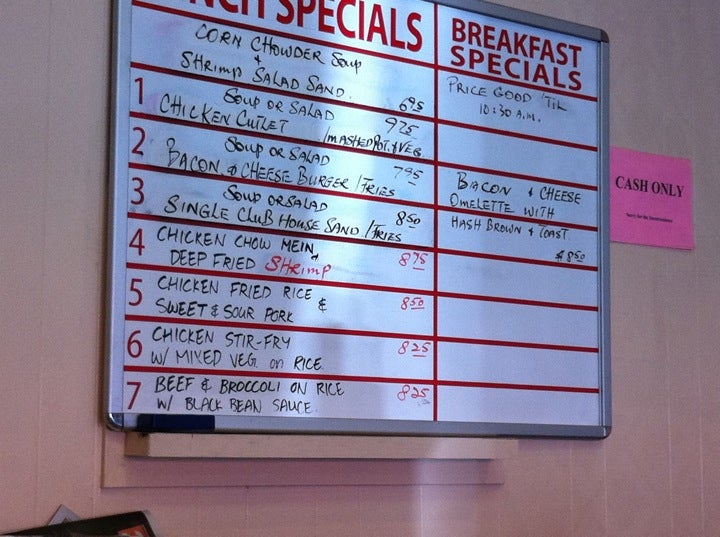 LUNCH SPECIALS
CORN CHOWDER SOUP
&
SHRIMP SALAD SAND. 6.95
1 SOUP OR SALAD
CHICKEN CUTLET 9.25
/MASHED POT. & VEG.
2 SOUP OR SALAD
BACON & CHEESE BURGER / FRIES 7.95
3 SOUP OR SALAD
SINGLE CLUB HOUSE SAND / FRIES 8.50
4 CHICKEN CHOW MEIN, 8.75
DEEP FRIED SHRIMP
5 CHICKEN FRIED RICE & 8.50
SWEET & SOUR PORK
6 CHICKEN STIR-FRY 8.25
W/ MIXED VEG. ON RICE.
7 BEEF & BROCCOLI ON RICE 8.25
W/ BLACK BEAN SAUCE.
BREAKFAST
SPECIALS
PRICE GOOD 'TIL
10:30 A.M.
BACON & CHEESE
OMELETTE WITH
HASH BROWN & TOAST
$8.50
CASH ONLY
Sorry for the Inconvenience